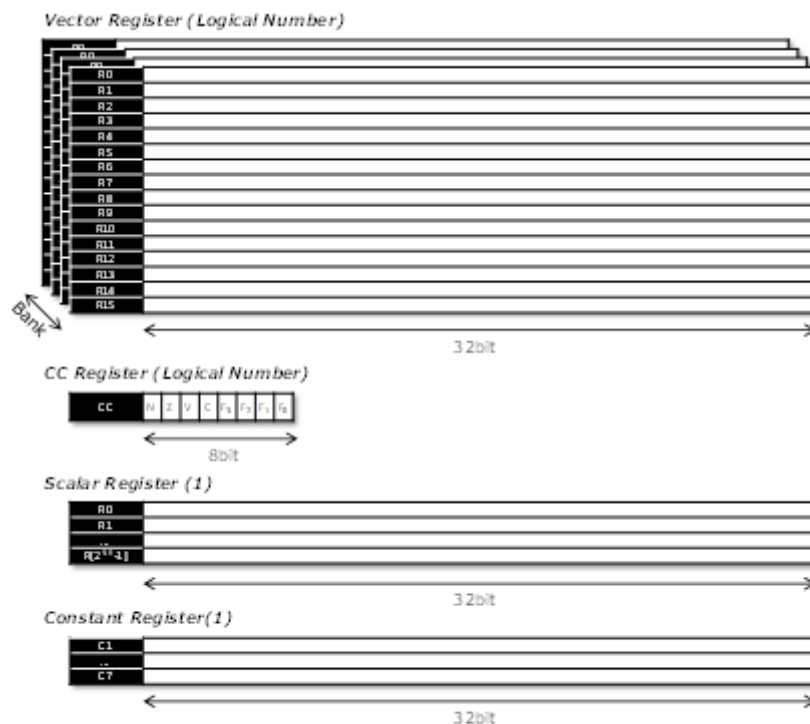 Vector Register (Logical Number)
R0
R1
R2
R3
R4
R5
R6
R7
R8
R9
R10
R11
R12
R13
R14
R15
Bank
32bit
CC Register (Logical Number)
CC N Z V C
8bit
Scalar Register (1)
R0
R1
..
32bit
Constant Register(1)
C1
..
C7
32bit